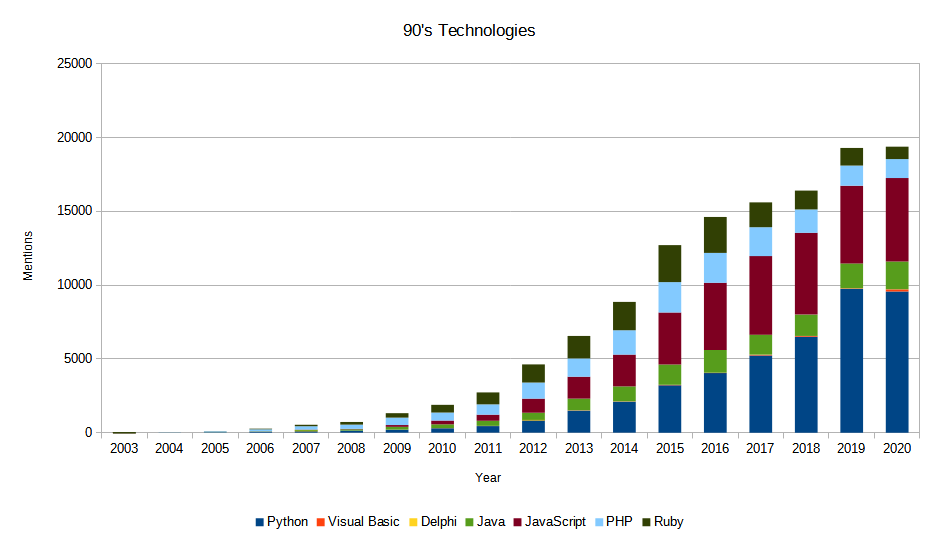 90's Technologies
25000
20000
15000
10000
5000
0
Mentions
2003 2004 2005 2006 2007 2008 2009 2010 2011 2012 2013 2014 2015 2016 2017 2018 2019 2020
Year
Python Visual Basic Delphi Java JavaScript PHP Ruby